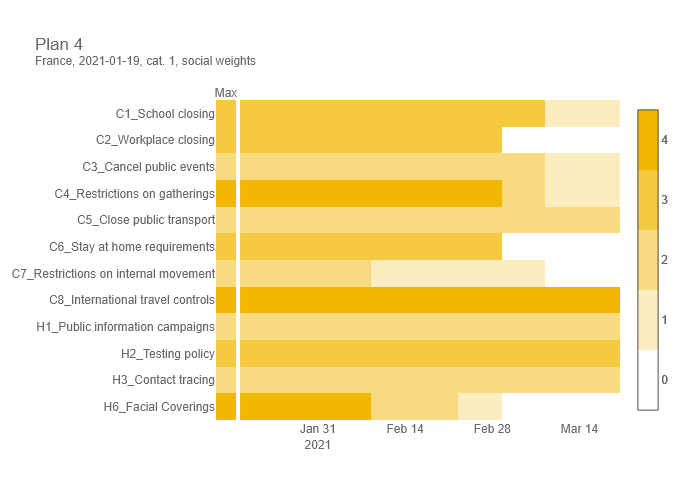 Plan 4
France, 2021-01-19, cat. 1, social weights
Max
C1_School closing
C2_Workplace closing
C3_Cancel public events
C4_Restrictions on gatherings
C5_Close public transport
C6_Stay at home requirements
C7_Restrictions on internal movement
C8_International travel controls
H1_Public information campaigns
H2_Testing policy
H3_Contact tracing
H6_Facial Coverings
Jan 31
2021
Feb 14
Feb 28
Mar 14
4
3
2
1
0